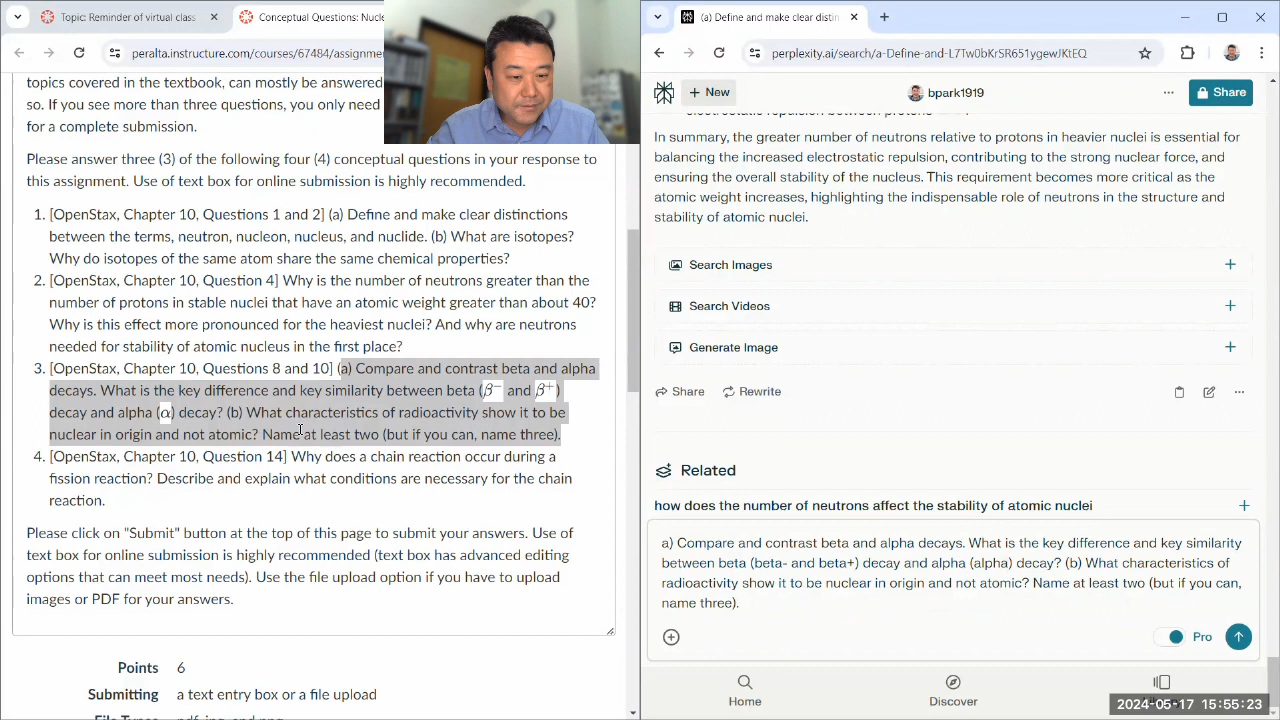 Topic: Reminder of virtual class
Conceptual Questions: Nucle
(a) Define and make clear distin
peralta.instructure.com/courses/67484/assignme
perplexity.ai/search/a-Define-and-L7Tw0bKrSR651ygewJKtEQ
topics covered in the textbook, can mostly be answered
so. If you see more than three questions, you only need
for a complete submission.
Please answer three (3) of the following four (4) conceptual questions in your response to
this assignment. Use of text box for online submission is highly recommended.
1. [OpenStax, Chapter 10, Questions 1 and 2] (a) Define and make clear distinctions
between the terms, neutron, nucleon, nucleus, and nuclide. (b) What are isotopes?
Why do isotopes of the same atom share the same chemical properties?
2. [OpenStax, Chapter 10, Question 4] Why is the number of neutrons greater than the
number of protons in stable nuclei that have an atomic weight greater than about 40?
Why is this effect more pronounced for the heaviest nuclei? And why are neutrons
needed for stability of atomic nucleus in the first place?
3. [OpenStax, Chapter 10, Questions 8 and 10] (a) Compare and contrast beta and alpha
decays. What is the key difference and key similarity between beta (β⁻ and β⁺)
decay and alpha (α) decay? (b) What characteristics of radioactivity show it to be
nuclear in origin and not atomic? Name at least two (but if you can, name three).
4. [OpenStax, Chapter 10, Question 14] Why does a chain reaction occur during a
fission reaction? Describe and explain what conditions are necessary for the chain
reaction.
Please click on "Submit" button at the top of this page to submit your answers. Use of
text box for online submission is highly recommended (text box has advanced editing
options that can meet most needs). Use the file upload option if you have to upload
images or PDF for your answers.
Points 6
Submitting a text entry box or a file upload
New
bpark1919
Share
In summary, the greater number of neutrons relative to protons in heavier nuclei is essential for
balancing the increased electrostatic repulsion, contributing to the strong nuclear force, and
ensuring the overall stability of the nucleus. This requirement becomes more critical as the
atomic weight increases, highlighting the indispensable role of neutrons in the structure and
stability of atomic nuclei.
Search Images
Search Videos
Generate Image
Share Rewrite
Related
how does the number of neutrons affect the stability of atomic nuclei
a) Compare and contrast beta and alpha decays. What is the key difference and key similarity
between beta (beta- and beta+) decay and alpha (alpha) decay? (b) What characteristics of
radioactivity show it to be nuclear in origin and not atomic? Name at least two (but if you can,
name three).
Pro
Home
Discover
2024-05-17 15:55:23